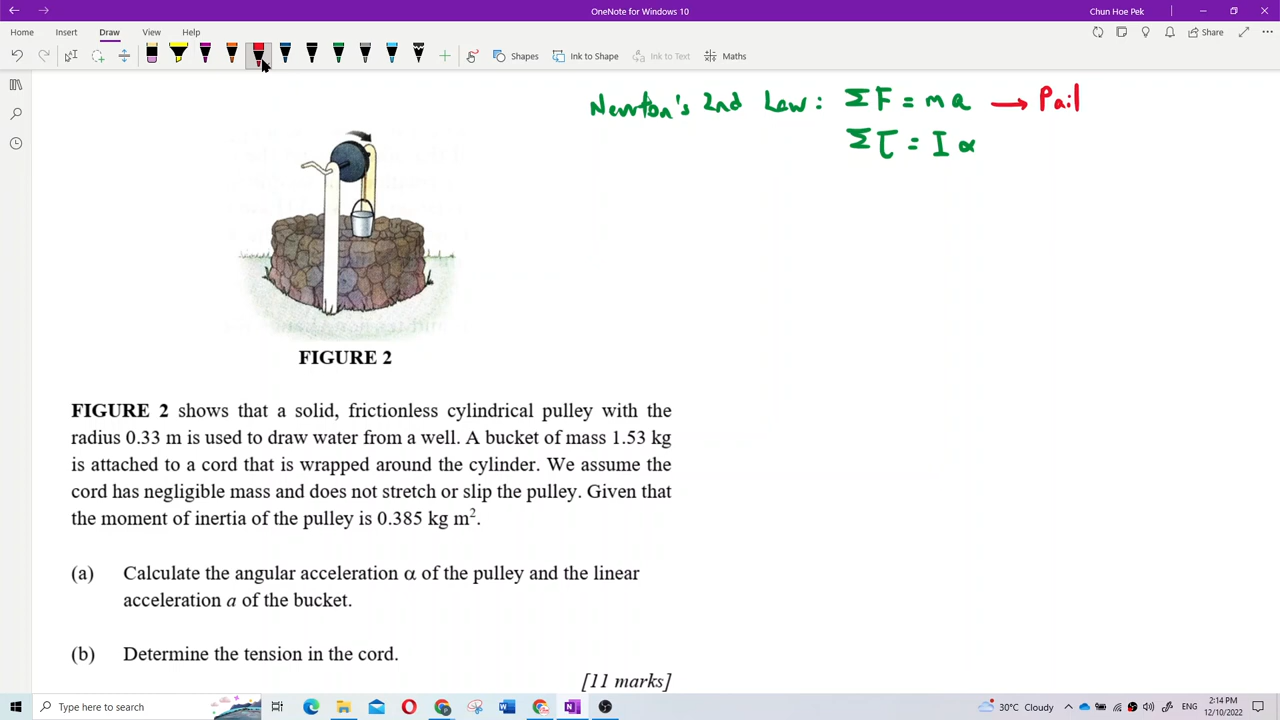 OneNote for Windows 10
Chun Hoe Pek
Home Insert Draw View Help
Share
Shapes Ink to Shape Ink to Text Maths
Newton's 2nd Law : ΣF = ma → Pail
Στ = Iα
FIGURE 2
FIGURE 2 shows that a solid, frictionless cylindrical pulley with the
radius 0.33 m is used to draw water from a well. A bucket of mass 1.53 kg
is attached to a cord that is wrapped around the cylinder. We assume the
cord has negligible mass and does not stretch or slip the pulley. Given that
the moment of inertia of the pulley is 0.385 kg m².
(a) Calculate the angular acceleration α of the pulley and the linear
acceleration a of the bucket.
(b) Determine the tension in the cord.
[11 marks]
Type here to search
30°C Cloudy
2:14 PM
12/10/2022